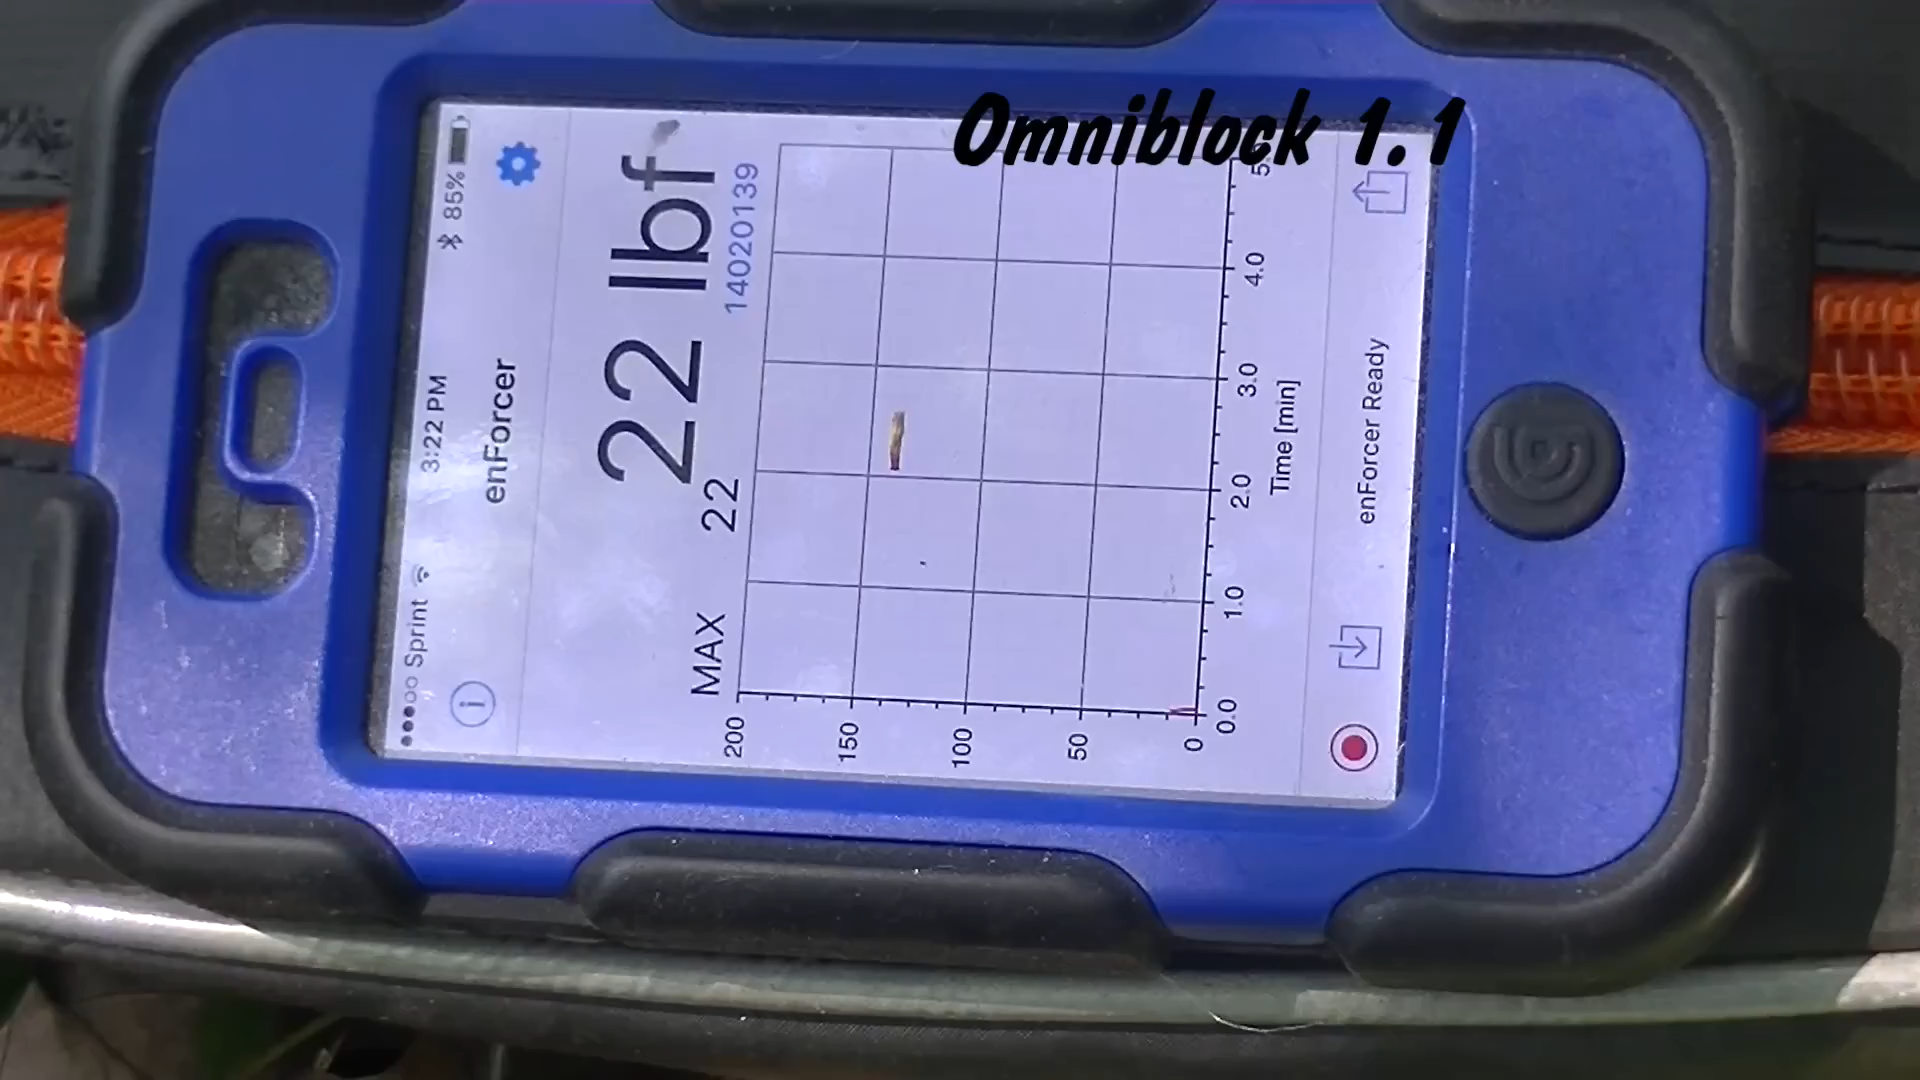 Omniblock 1.1
●●●○○ Sprint 3:22 PM 85%
enForcer
22 lbf
MAX 22 14020139
200
150
100
50
0
0.0 1.0 2.0 3.0 4.0
Time [min]
enForcer Ready